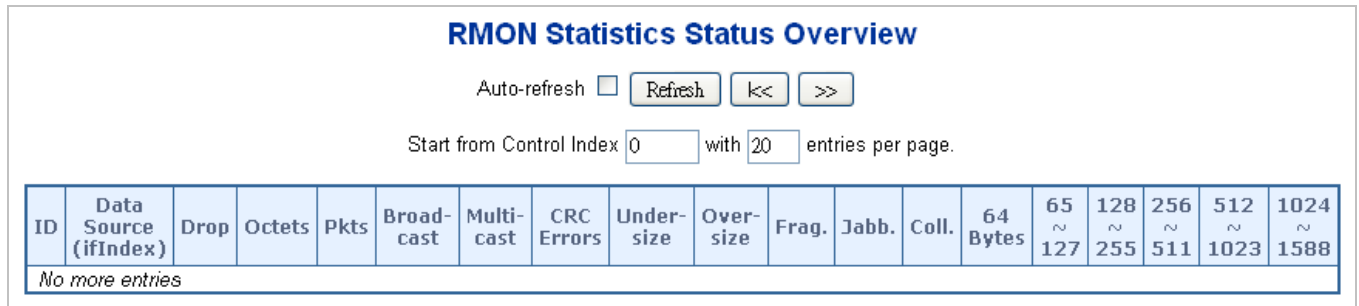 RMON Statistics Status Overview
Auto-refresh Refresh |<< >>
Start from Control Index 0 with 20 entries per page.
ID Data Source (ifIndex) Drop Octets Pkts Broad-cast Multi-cast CRC Errors Under-size Over-size Frag. Jabb. Coll. 64 Bytes 65 ~ 127 128 ~ 255 256 ~ 511 512 ~ 1023 1024 ~ 1588
No more entries